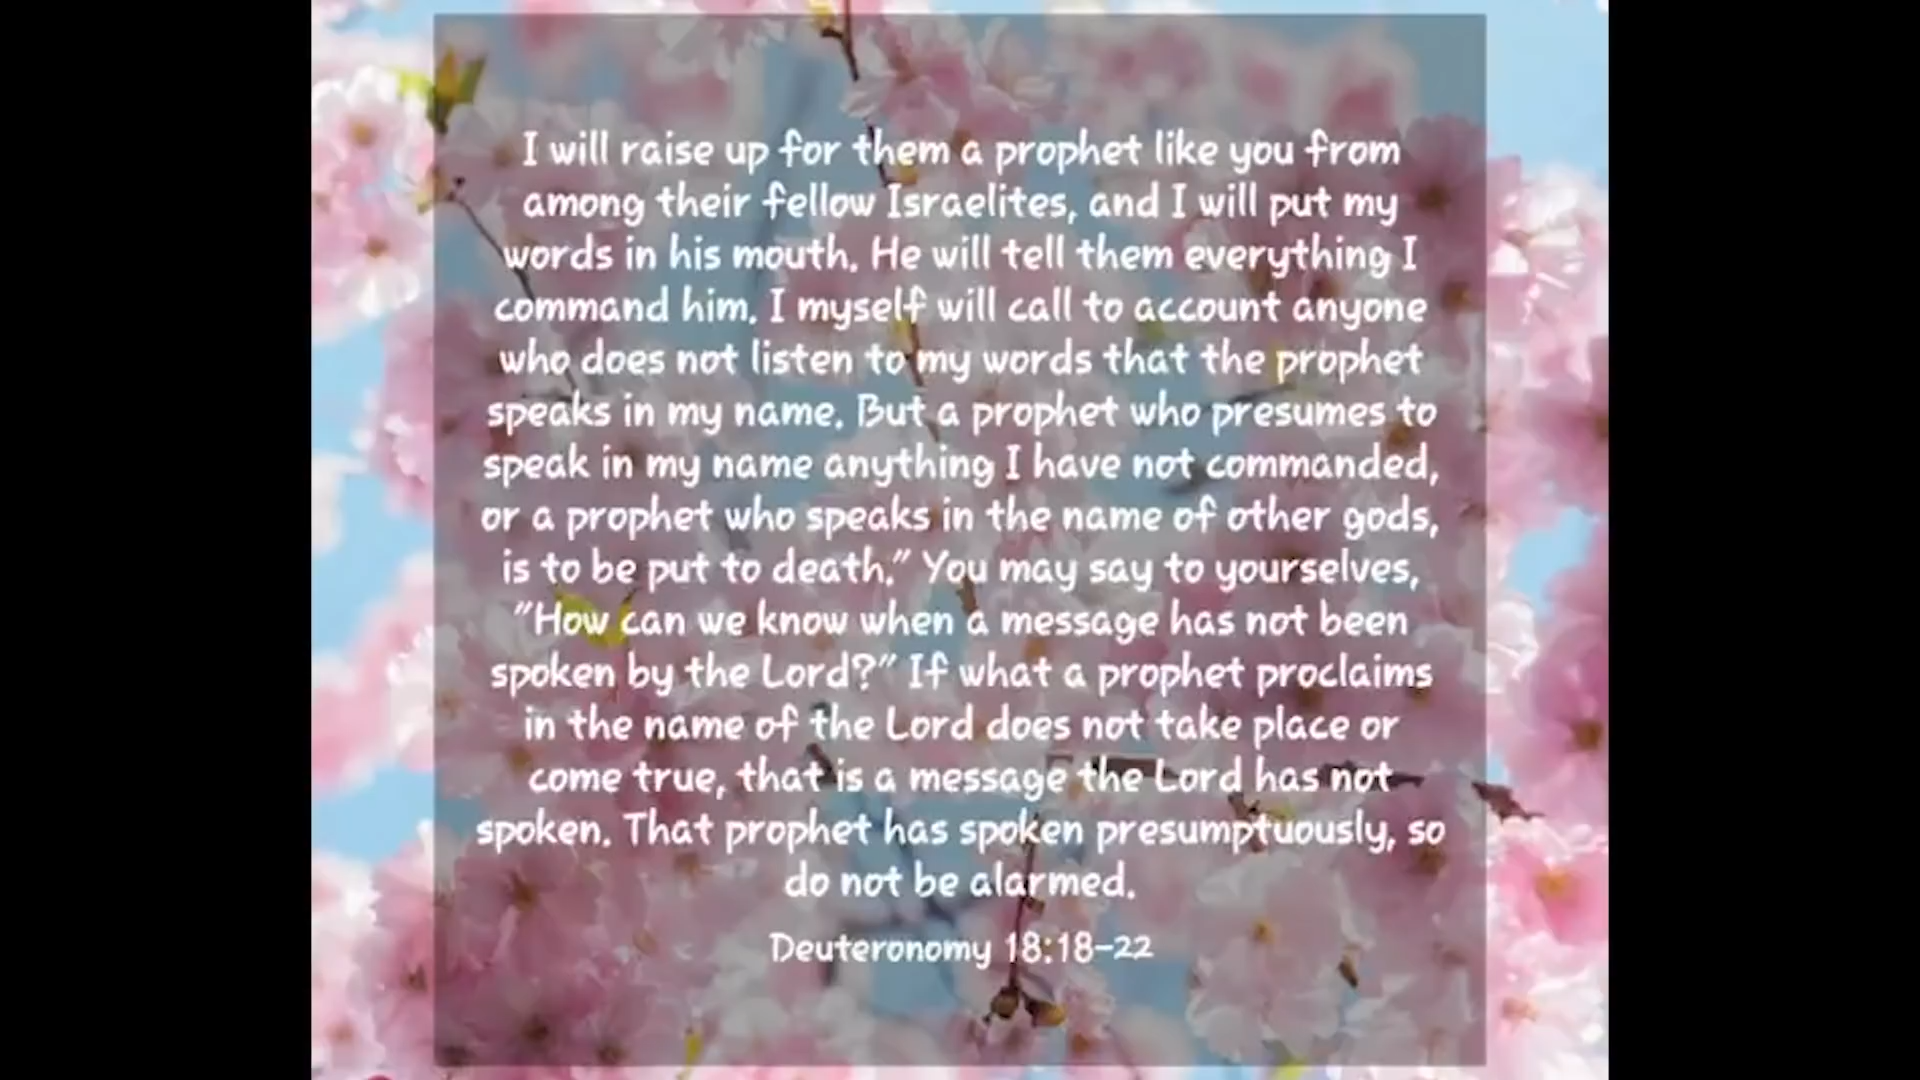 I will raise up for them a prophet like you from
among their fellow Israelites, and I will put my
words in his mouth. He will tell them everything I
command him. I myself will call to account anyone
who does not listen to my words that the prophet
speaks in my name. But a prophet who presumes to
speak in my name anything I have not commanded,
or a prophet who speaks in the name of other gods,
is to be put to death." You may say to yourselves,
"How can we know when a message has not been
spoken by the Lord?" If what a prophet proclaims
in the name of the Lord does not take place or
come true, that is a message the Lord has not
spoken. That prophet has spoken presumptuously, so
do not be alarmed.
Deuteronomy 18:18-22